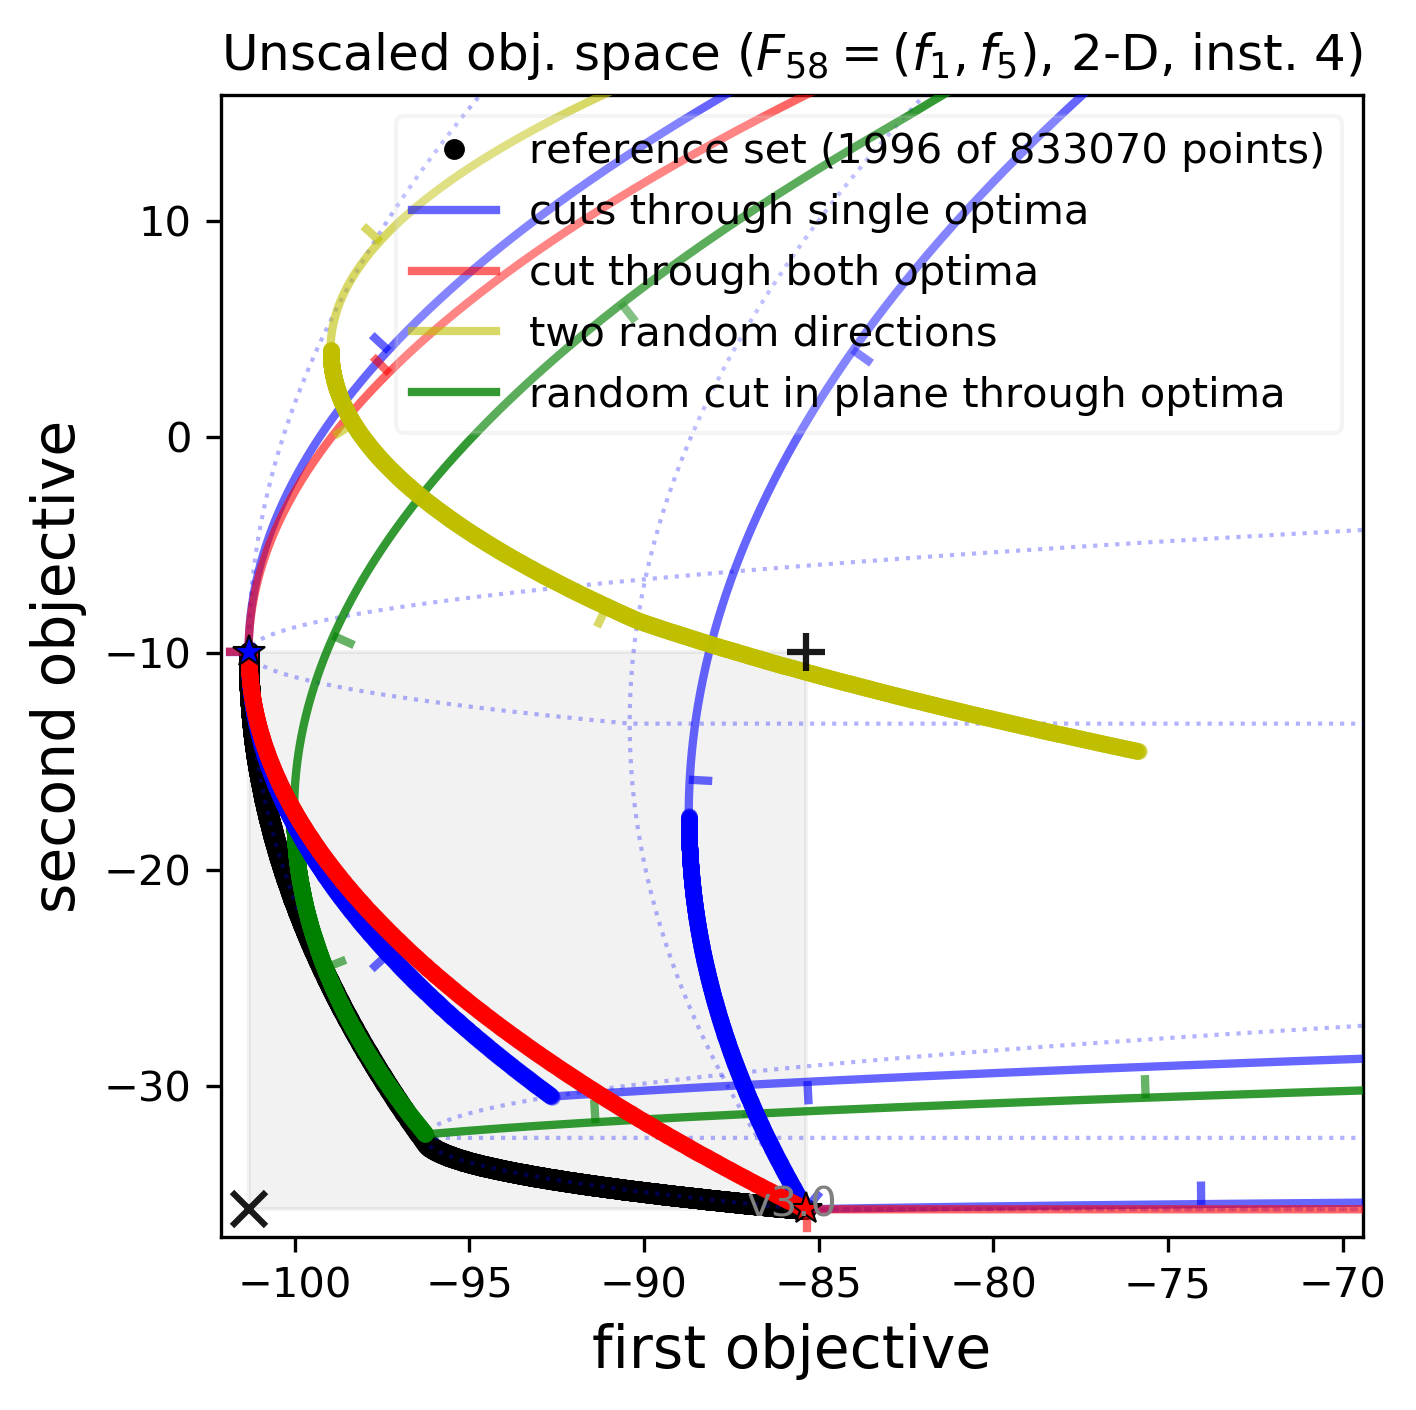 Unscaled obj. space (F₅₈ = (f₁, f₅), 2-D, inst. 4)
reference set (1996 of 833070 points)
cuts through single optima
cut through both optima
two random directions
random cut in plane through optima
second objective
10
0
−10
−20
−30
v3.0
−100
−95
−90
−85
−80
−75
−70
first objective